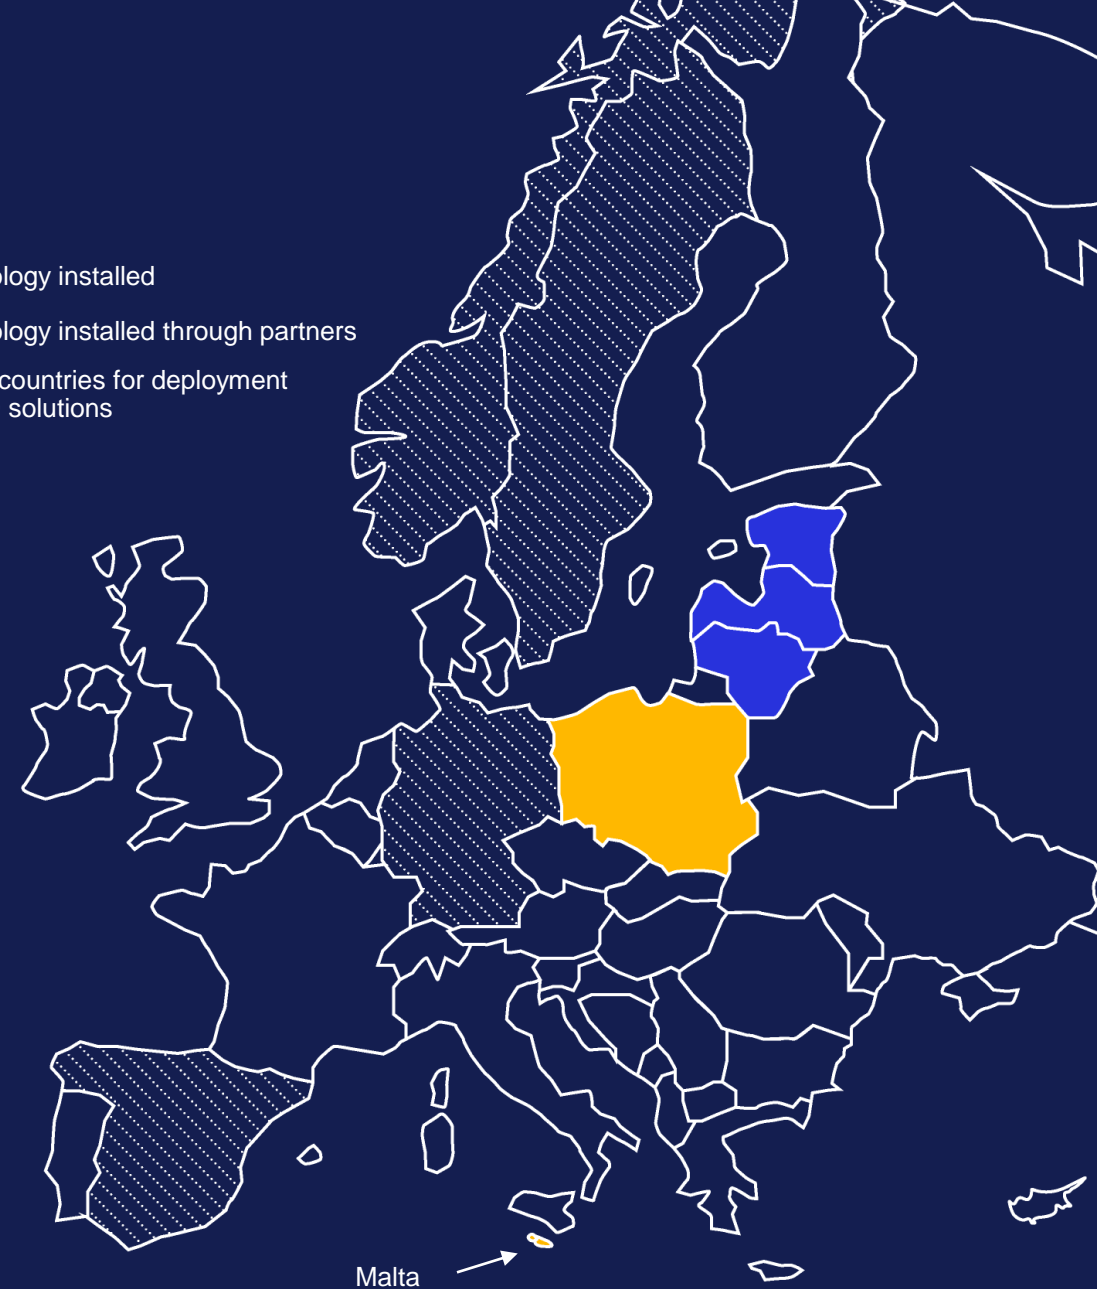 ology installed
ology installed through partners
countries for deployment
solutions
Malta